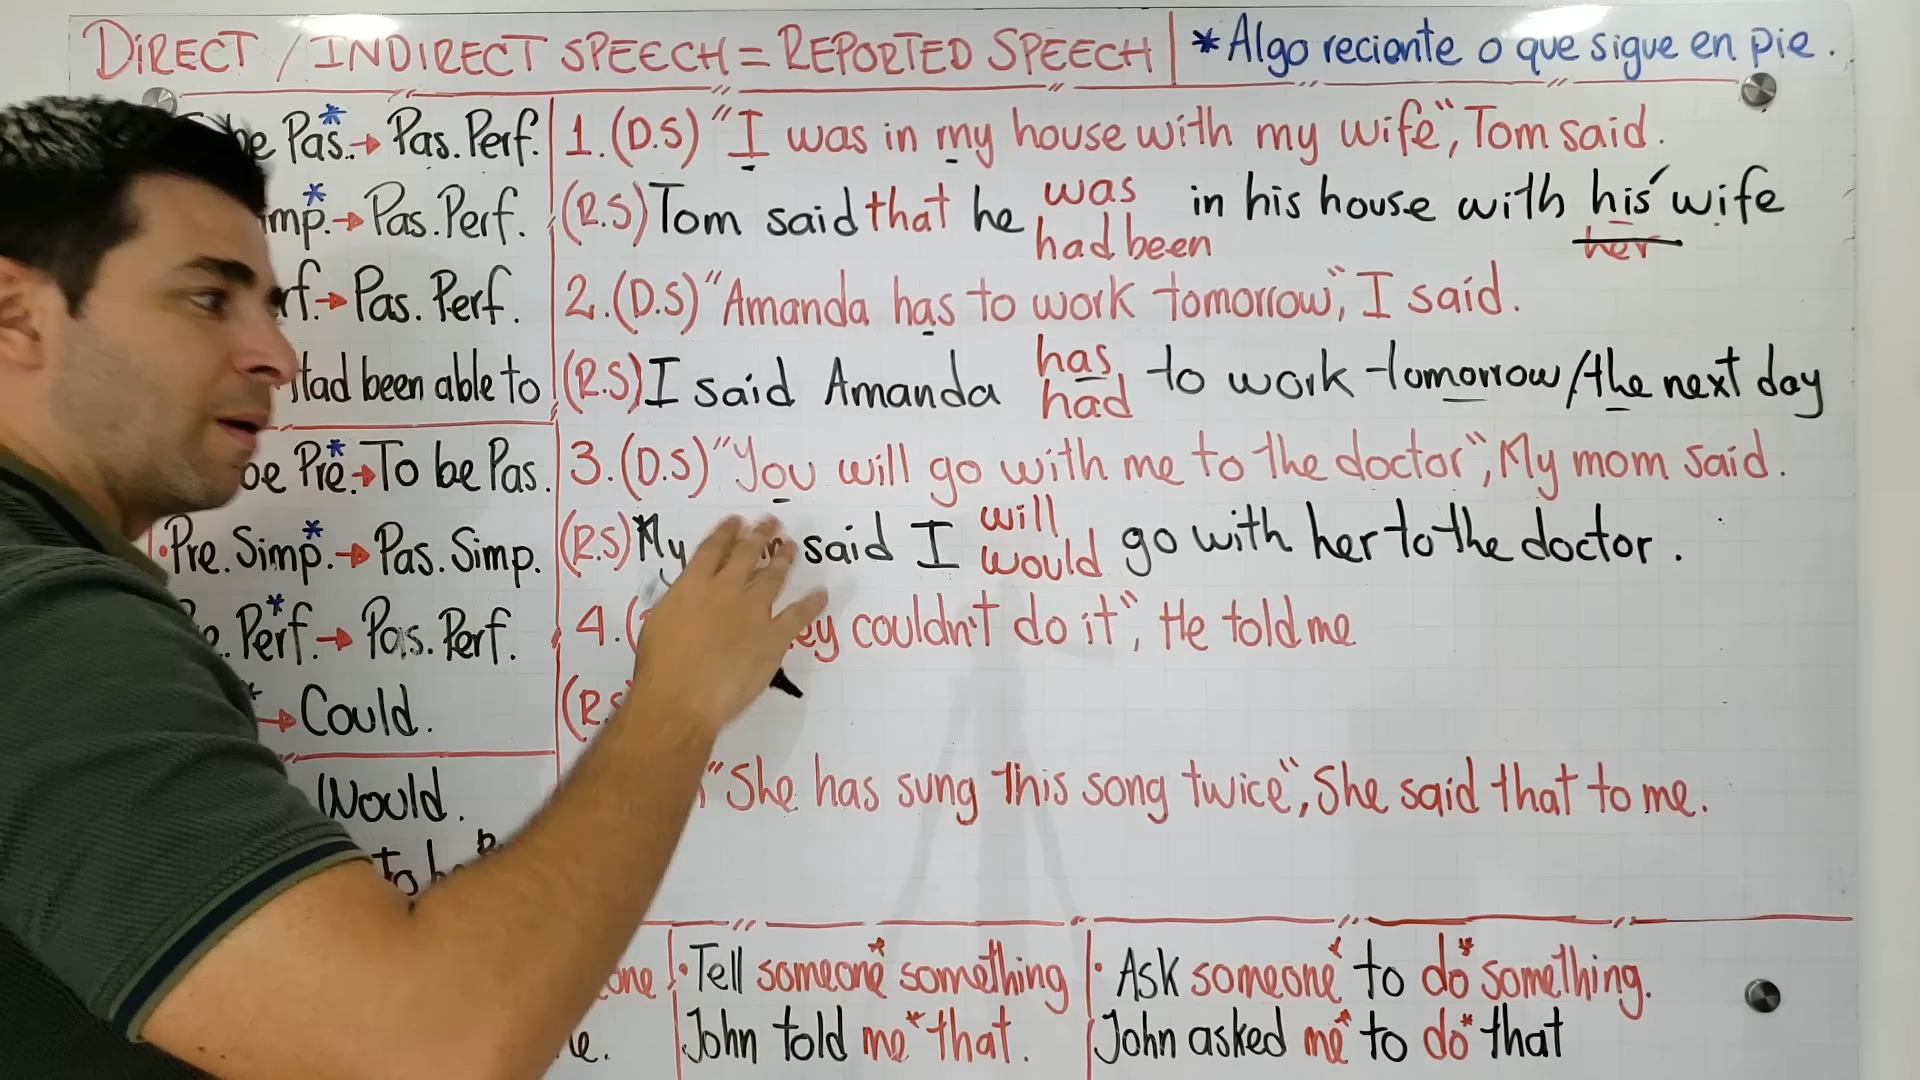 DIRECT / INDIRECT SPEECH = REPORTED SPEECH
*Algo reciente o que sigue en pie.
be Pas.* → Pas. Perf.
imp.* → Pas. Perf.
rf. → Pas. Perf.
Had been able to
be Pre.* → To be Pas.
• Pre. Simp.* → Pas. Simp.
e. Perf.* → Pas. Perf.
* → Could.
Would.
to be P
1. (D.S) "I was in my house with my wife", Tom said.
(R.S) Tom said that he was / had been in his house with his wife
her
2. (D.S) "Amanda has to work tomorrow", I said.
(R.S) I said Amanda has / had to work tomorrow / the next day
3. (D.S) "You will go with me to the doctor", My mom said.
(R.S) My said I will / would go with her to the doctor.
4. ( ey couldn't do it", He told me
(R.S
"She has sung this song twice", She said that to me.
one
e.
• Tell someone* something
John told me* that.
• Ask someone* to do* something.
John asked me* to do* that